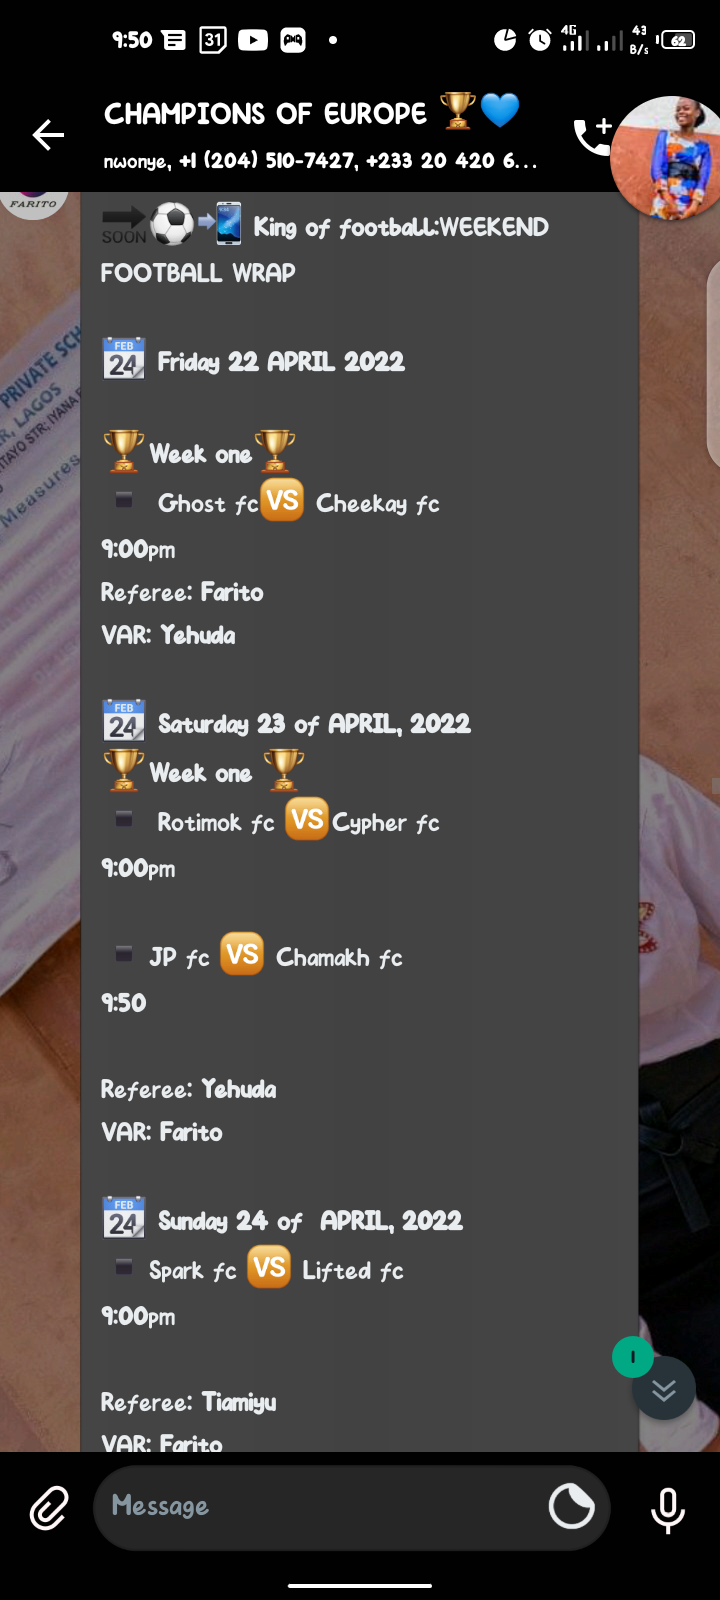 9:50 31 4G 43 B/s 62
CHAMPIONS OF EUROPE 🏆💙
nwonye, +1 (204) 510-7427, +233 20 420 6...
FARITO
SOON King of football:WEEKEND
FOOTBALL WRAP
FEB 24 Friday 22 APRIL 2022
🏆Week one🏆
▪ Ghost fc VS Cheekay fc
9:00pm
Referee: Farito
VAR: Yehuda
FEB 24 Saturday 23 of APRIL, 2022
🏆Week one 🏆
▪ Rotimok fc VS Cypher fc
9:00pm
▪ JP fc VS Chamakh fc
9:50
Referee: Yehuda
VAR: Farito
FEB 24 Sunday 24 of APRIL, 2022
▪ Spark fc VS Lifted fc
9:00pm
Referee: Tiamiyu
VAR: Farito
1
Message
PRIVATE SCH
R, LAGOS
ITAYO STR, IYANA
Measures